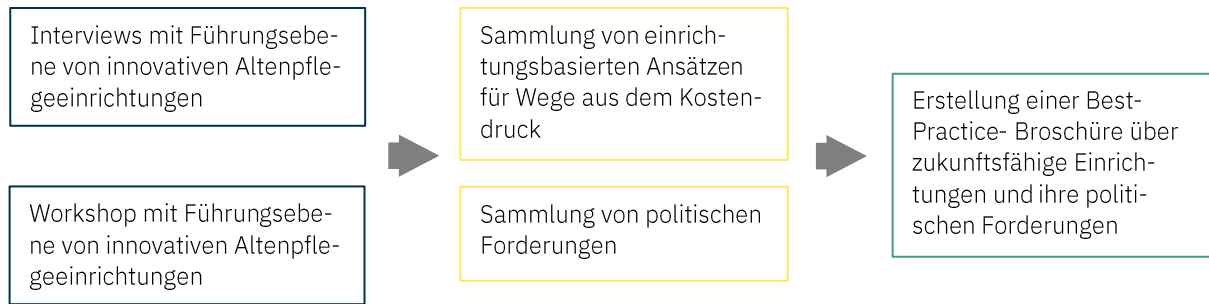 Interviews mit Führungsebe-
ne von innovativen Altenpfle-
geeinrichtungen
Workshop mit Führungsebe-
ne von innovativen Altenpfle-
geeinrichtungen
Sammlung von einrich-
tungsbasierten Ansätzen
für Wege aus dem Kosten-
druck
Sammlung von politischen
Forderungen
Erstellung einer Best-
Practice- Broschüre über
zukunftsfähige Einrich-
tungen und ihre politi-
schen Forderungen